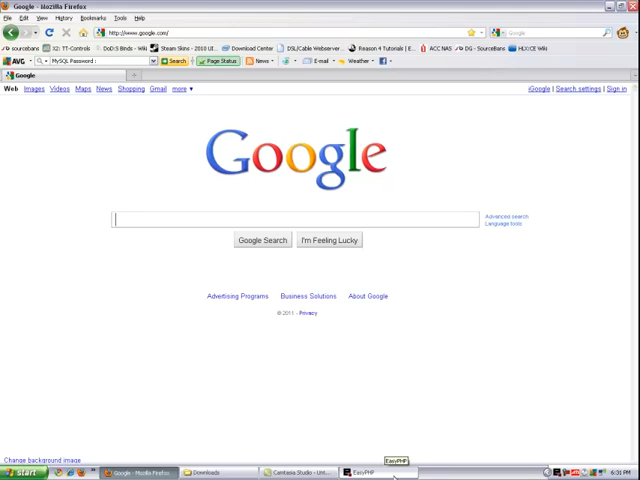 Google - Mozilla Firefox
File Edit View History Bookmarks Tools Help
http://www.google.com/
Google
sourcebans X2: TT-Controls DoD:S Binds - Wiki Steam Skins - 2010 UI... Download Center DSL/Cable Webserver... Reason 4 Tutorials | E... ACC NAS DG - SourceBans HLX:CE Wiki
AVG MySQL Password : Search Page Status News E-mail Weather
Google
Web Images Videos Maps News Shopping Gmail more ▼ iGoogle | Search settings | Sign in
Google
Advanced search
Language tools
Google Search I'm Feeling Lucky
Advertising Programs Business Solutions About Google
© 2011 - Privacy
Change background image
EasyPHP
start Google - Mozilla Firefox Downloads Camtasia Studio - Unt... EasyPHP 6:31 PM